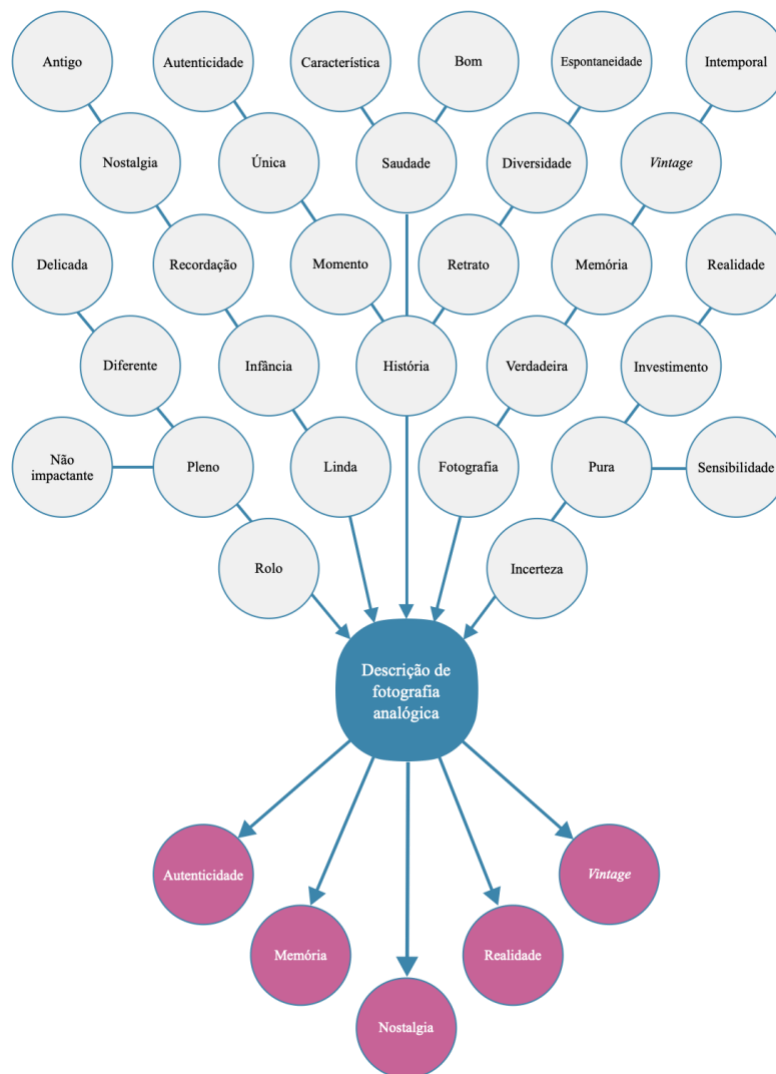 Antigo
Autenticidade
Característica
Bom
Espontaneidade
Intemporal
Nostalgia
Única
Saudade
Diversidade
Vintage
Delicada
Recordação
Momento
Retrato
Memória
Realidade
Diferente
Infância
História
Verdadeira
Investimento
Não
impactante
Pleno
Linda
Fotografia
Pura
Sensibilidade
Rolo
Incerteza
Descrição de
fotografia
analógica
Autenticidade
Vintage
Memória
Realidade
Nostalgia